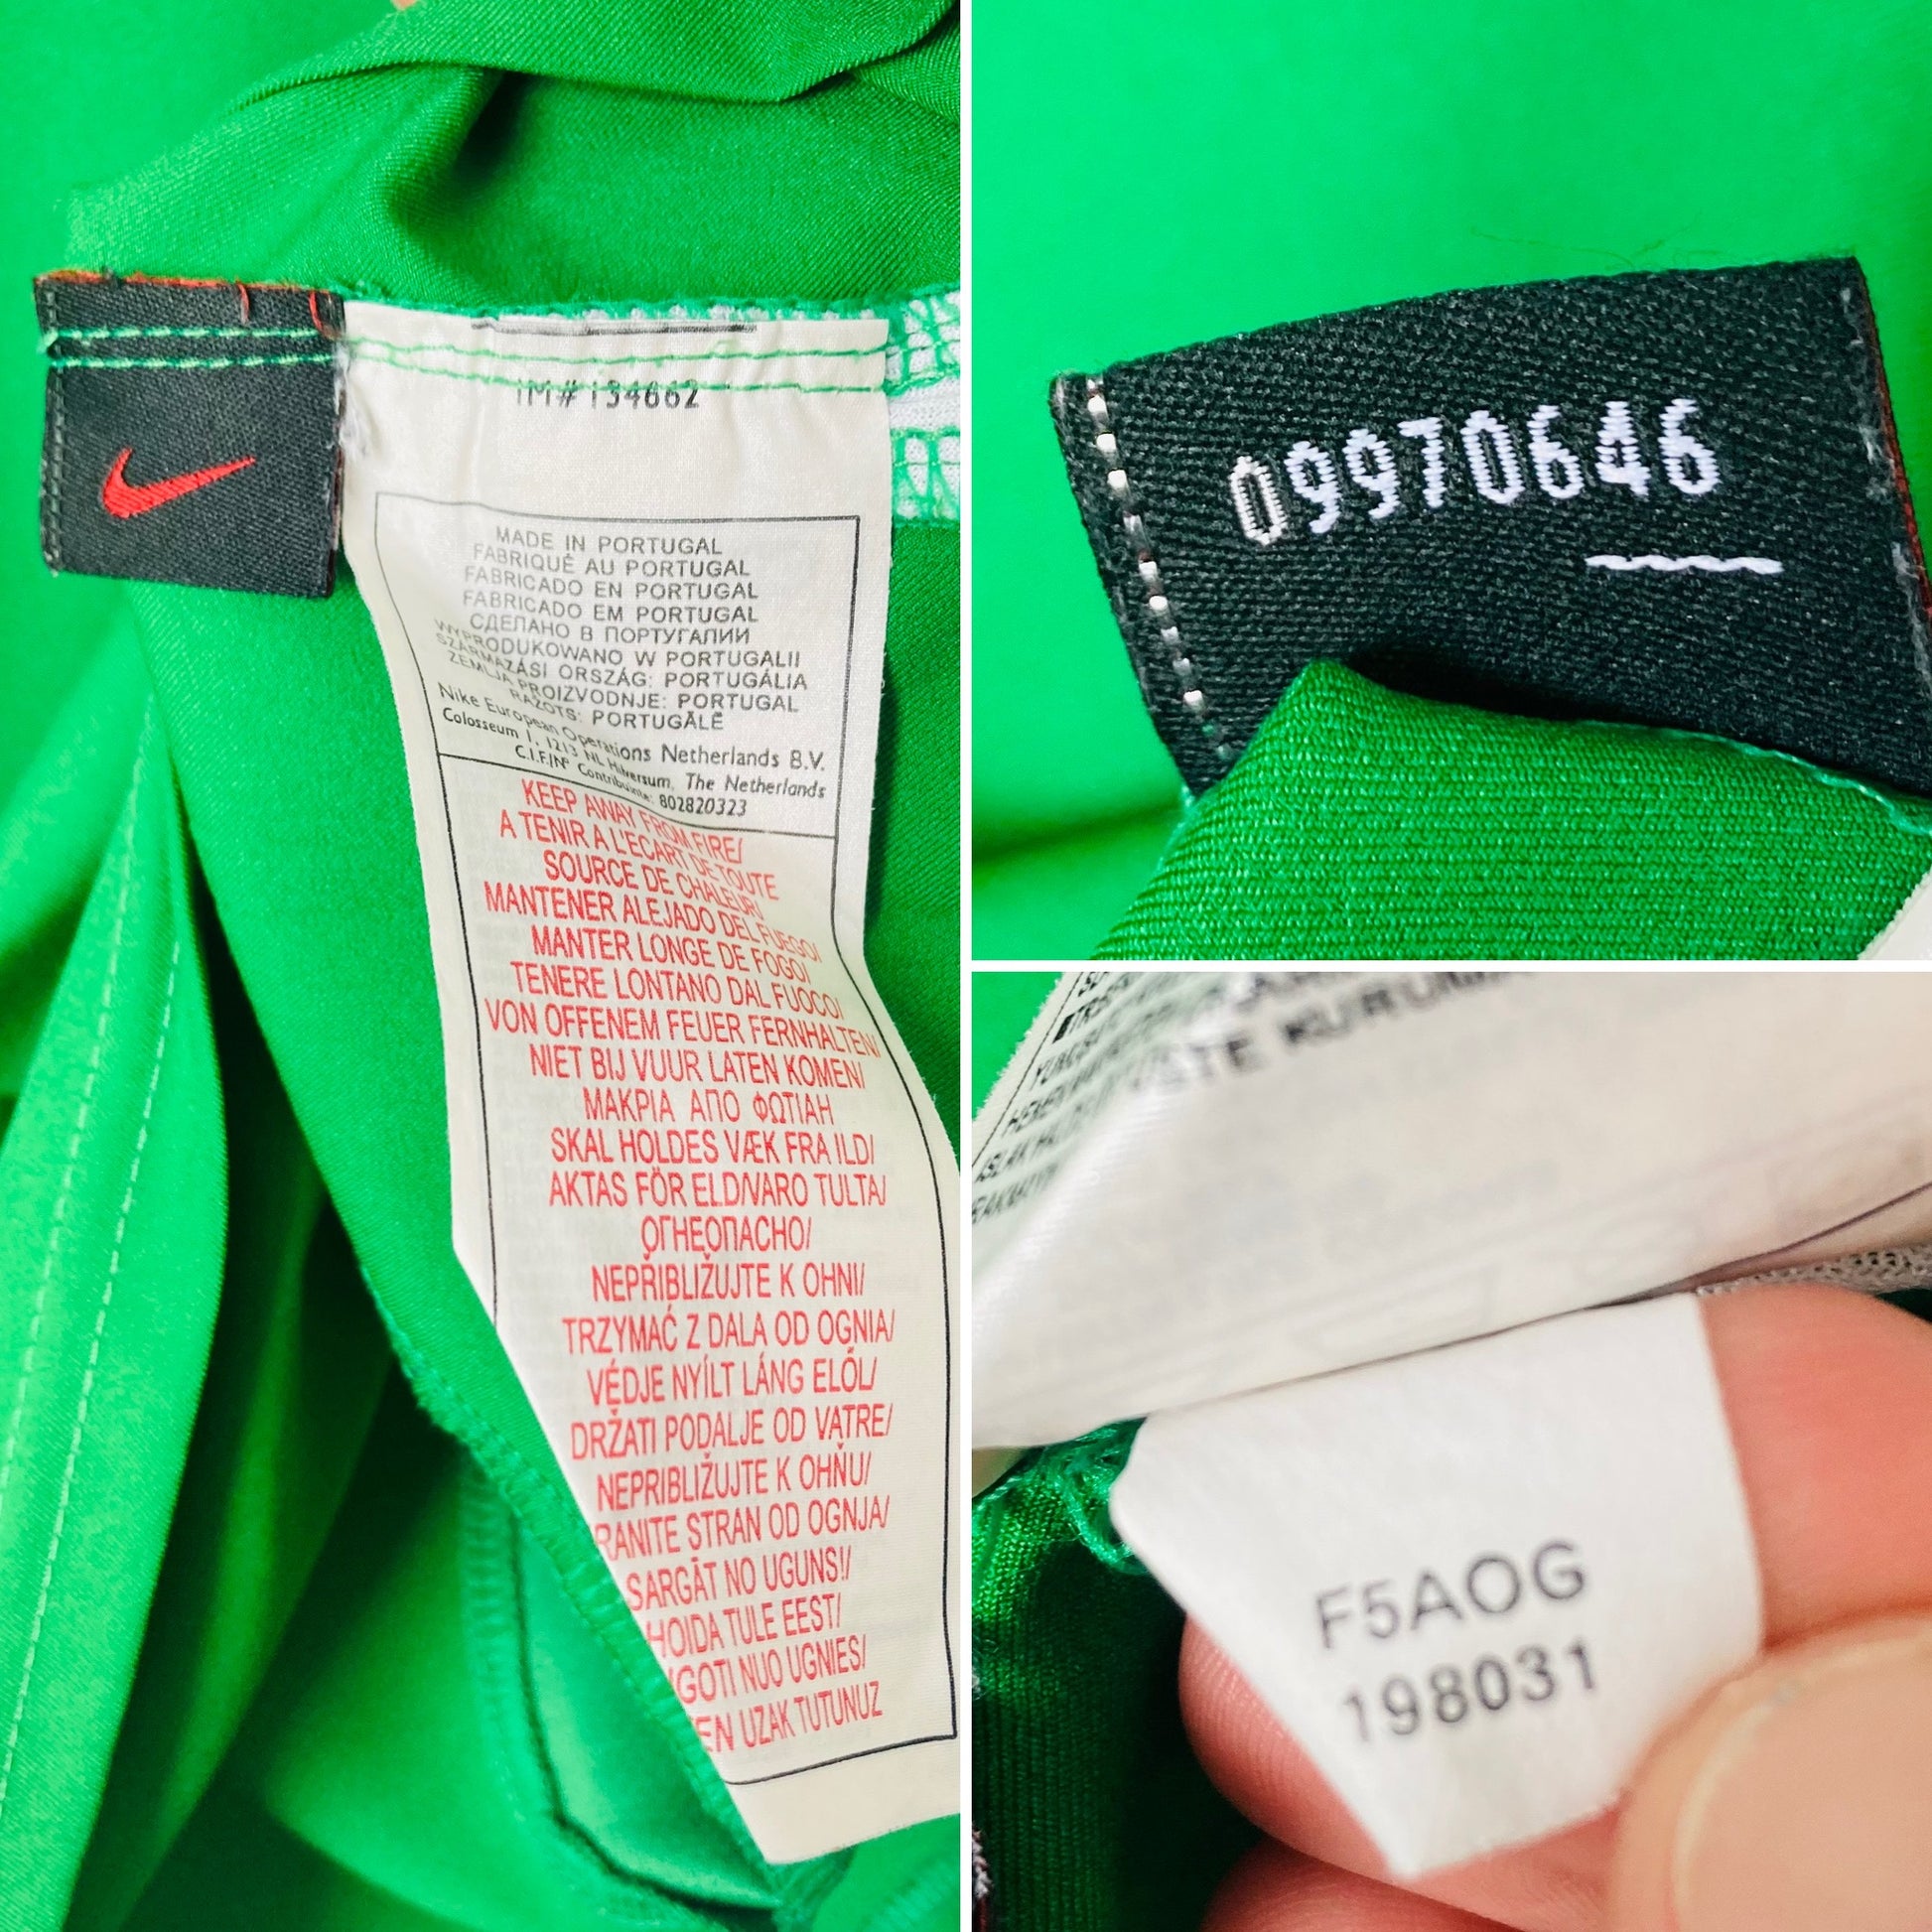 IM#134662
MADE IN PORTUGAL
FABRIQUÉ AU PORTUGAL
FABRICADO EN PORTUGAL
FABRICADO EM PORTUGAL
СДЕЛАНО В ПОРТУГАЛИИ
WYPRODUKOWANO W PORTUGALII
SZÁRMAZÁSI ORSZÁG: PORTUGÁLIA
ZEMLJA PROIZVODNJE: PORTUGAL
RAŽOTS: PORTUGĀLĒ
Nike European Operations Netherlands B.V.
Colosseum 1, 1213 NL Hilversum, The Netherlands
C.I.F./N° Contribuinte: 802820323
KEEP AWAY FROM FIRE/
A TENIR A L'ECART DE TOUTE
SOURCE DE CHALEUR/
MANTENER ALEJADO DEL FUEGO/
MANTER LONGE DE FOGO/
TENERE LONTANO DAL FUOCO/
VON OFFENEM FEUER FERNHALTEN/
NIET BIJ VUUR LATEN KOMEN/
ΜΑΚΡΙΑ ΑΠΟ ΦΩΤΙΑΗ
SKAL HOLDES VÆK FRA ILD/
AKTAS FÖR ELD/VARO TULTA/
ОГНЕОПАСНО/
NEPŘIBLIŽUJTE K OHNI/
TRZYMAĆ Z DALA OD OGNIA/
VÉDJE NYÍLT LÁNG ELŐL/
DRŽATI PODALJE OD VATRE/
NEPRIBLIŽUJTE K OHŇU/
RANITE STRAN OD OGNJA/
SARGĀT NO UGUNS!/
HOIDA TULE EEST/
GOTI NUO UGNIES/
EN UZAK TUTUNUZ
09970646
F5AOG
198031